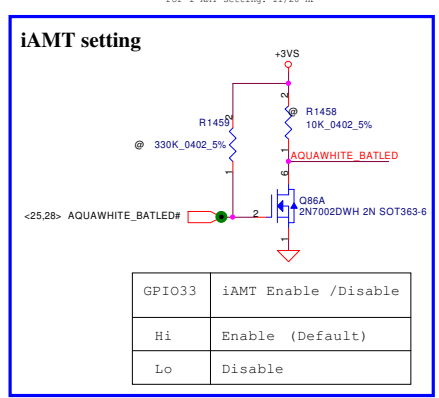 iAMT setting
+3VS
2
2
@ R1458
10K_0402_5%
R1459
@ 330K_0402_5%
1
1
AQUAWHITE_BATLED
6
Q86A
2N7002DWH 2N SOT363-6
<25,28> AQUAWHITE_BATLED#
2
1
GPIO33 iAMT Enable /Disable
Hi Enable (Default)
Lo Disable